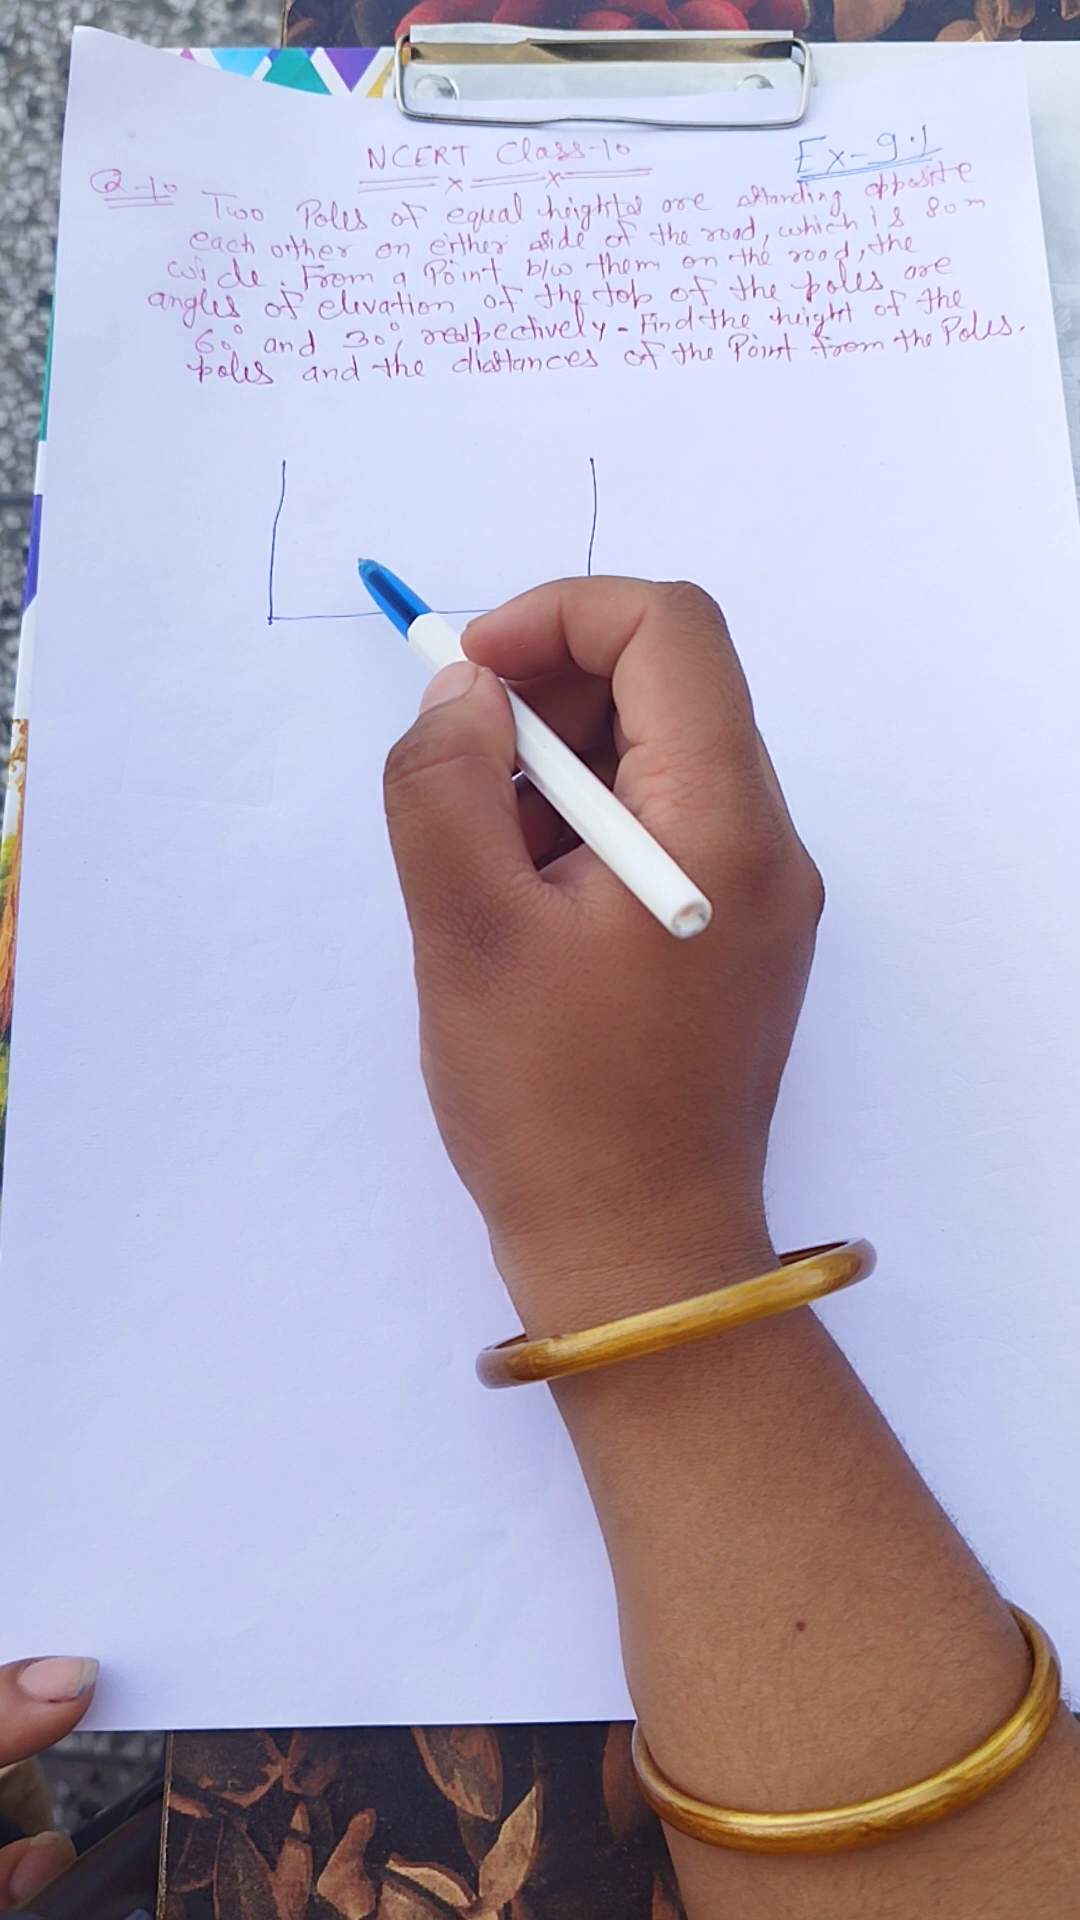 NCERT Class-10
Ex-9.1
Q-10 Two Poles of equal heights are standing opposite
each other on either side of the road, which is 80m
wide. From a Point b/w them on the road, the
angles of elevation of the top of the poles are
60° and 30°, respectively - Find the height of the
poles and the distances of the Point from the Poles.